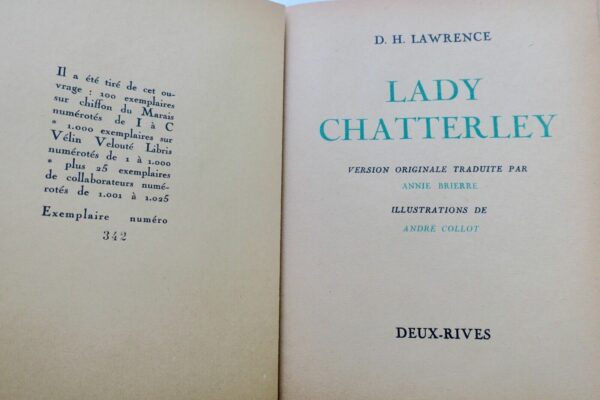 Il a été tiré de cet ou-
vrage : 100 exemplaires
sur chiffon du Marais
numérotés de I à C
* 1.000 exemplaires sur
Vélin Velouté Libris
numérotés de 1 à 1.000
* plus 25 exemplaires
de collaborateurs numé-
rotés de 1.001 à 1.025
Exemplaire numéro
342
D. H. LAWRENCE
LADY
CHATTERLEY
VERSION ORIGINALE TRADUITE PAR
ANNIE BRIERRE
ILLUSTRATIONS DE
ANDRÉ COLLOT
DEUX-RIVES